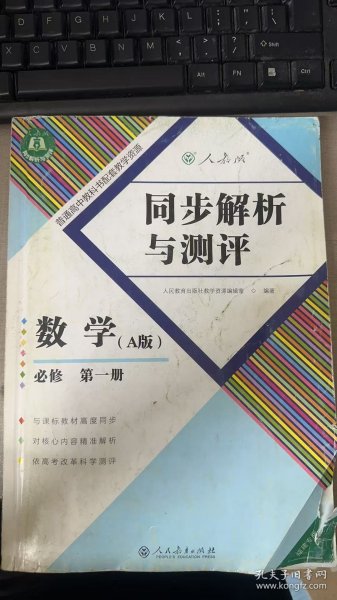 人教版
普通高中教科书配套教学资源
同步解析
与测评
人民教育出版社教学资源编辑室 ◇ 编著
数学(A版)
必修 第一册
与课标教材高度同步
对核心内容精准解析
依高考改革科学测评
人民教育出版社
PEOPLE'S EDUCATION PRESS
孔夫子旧书网